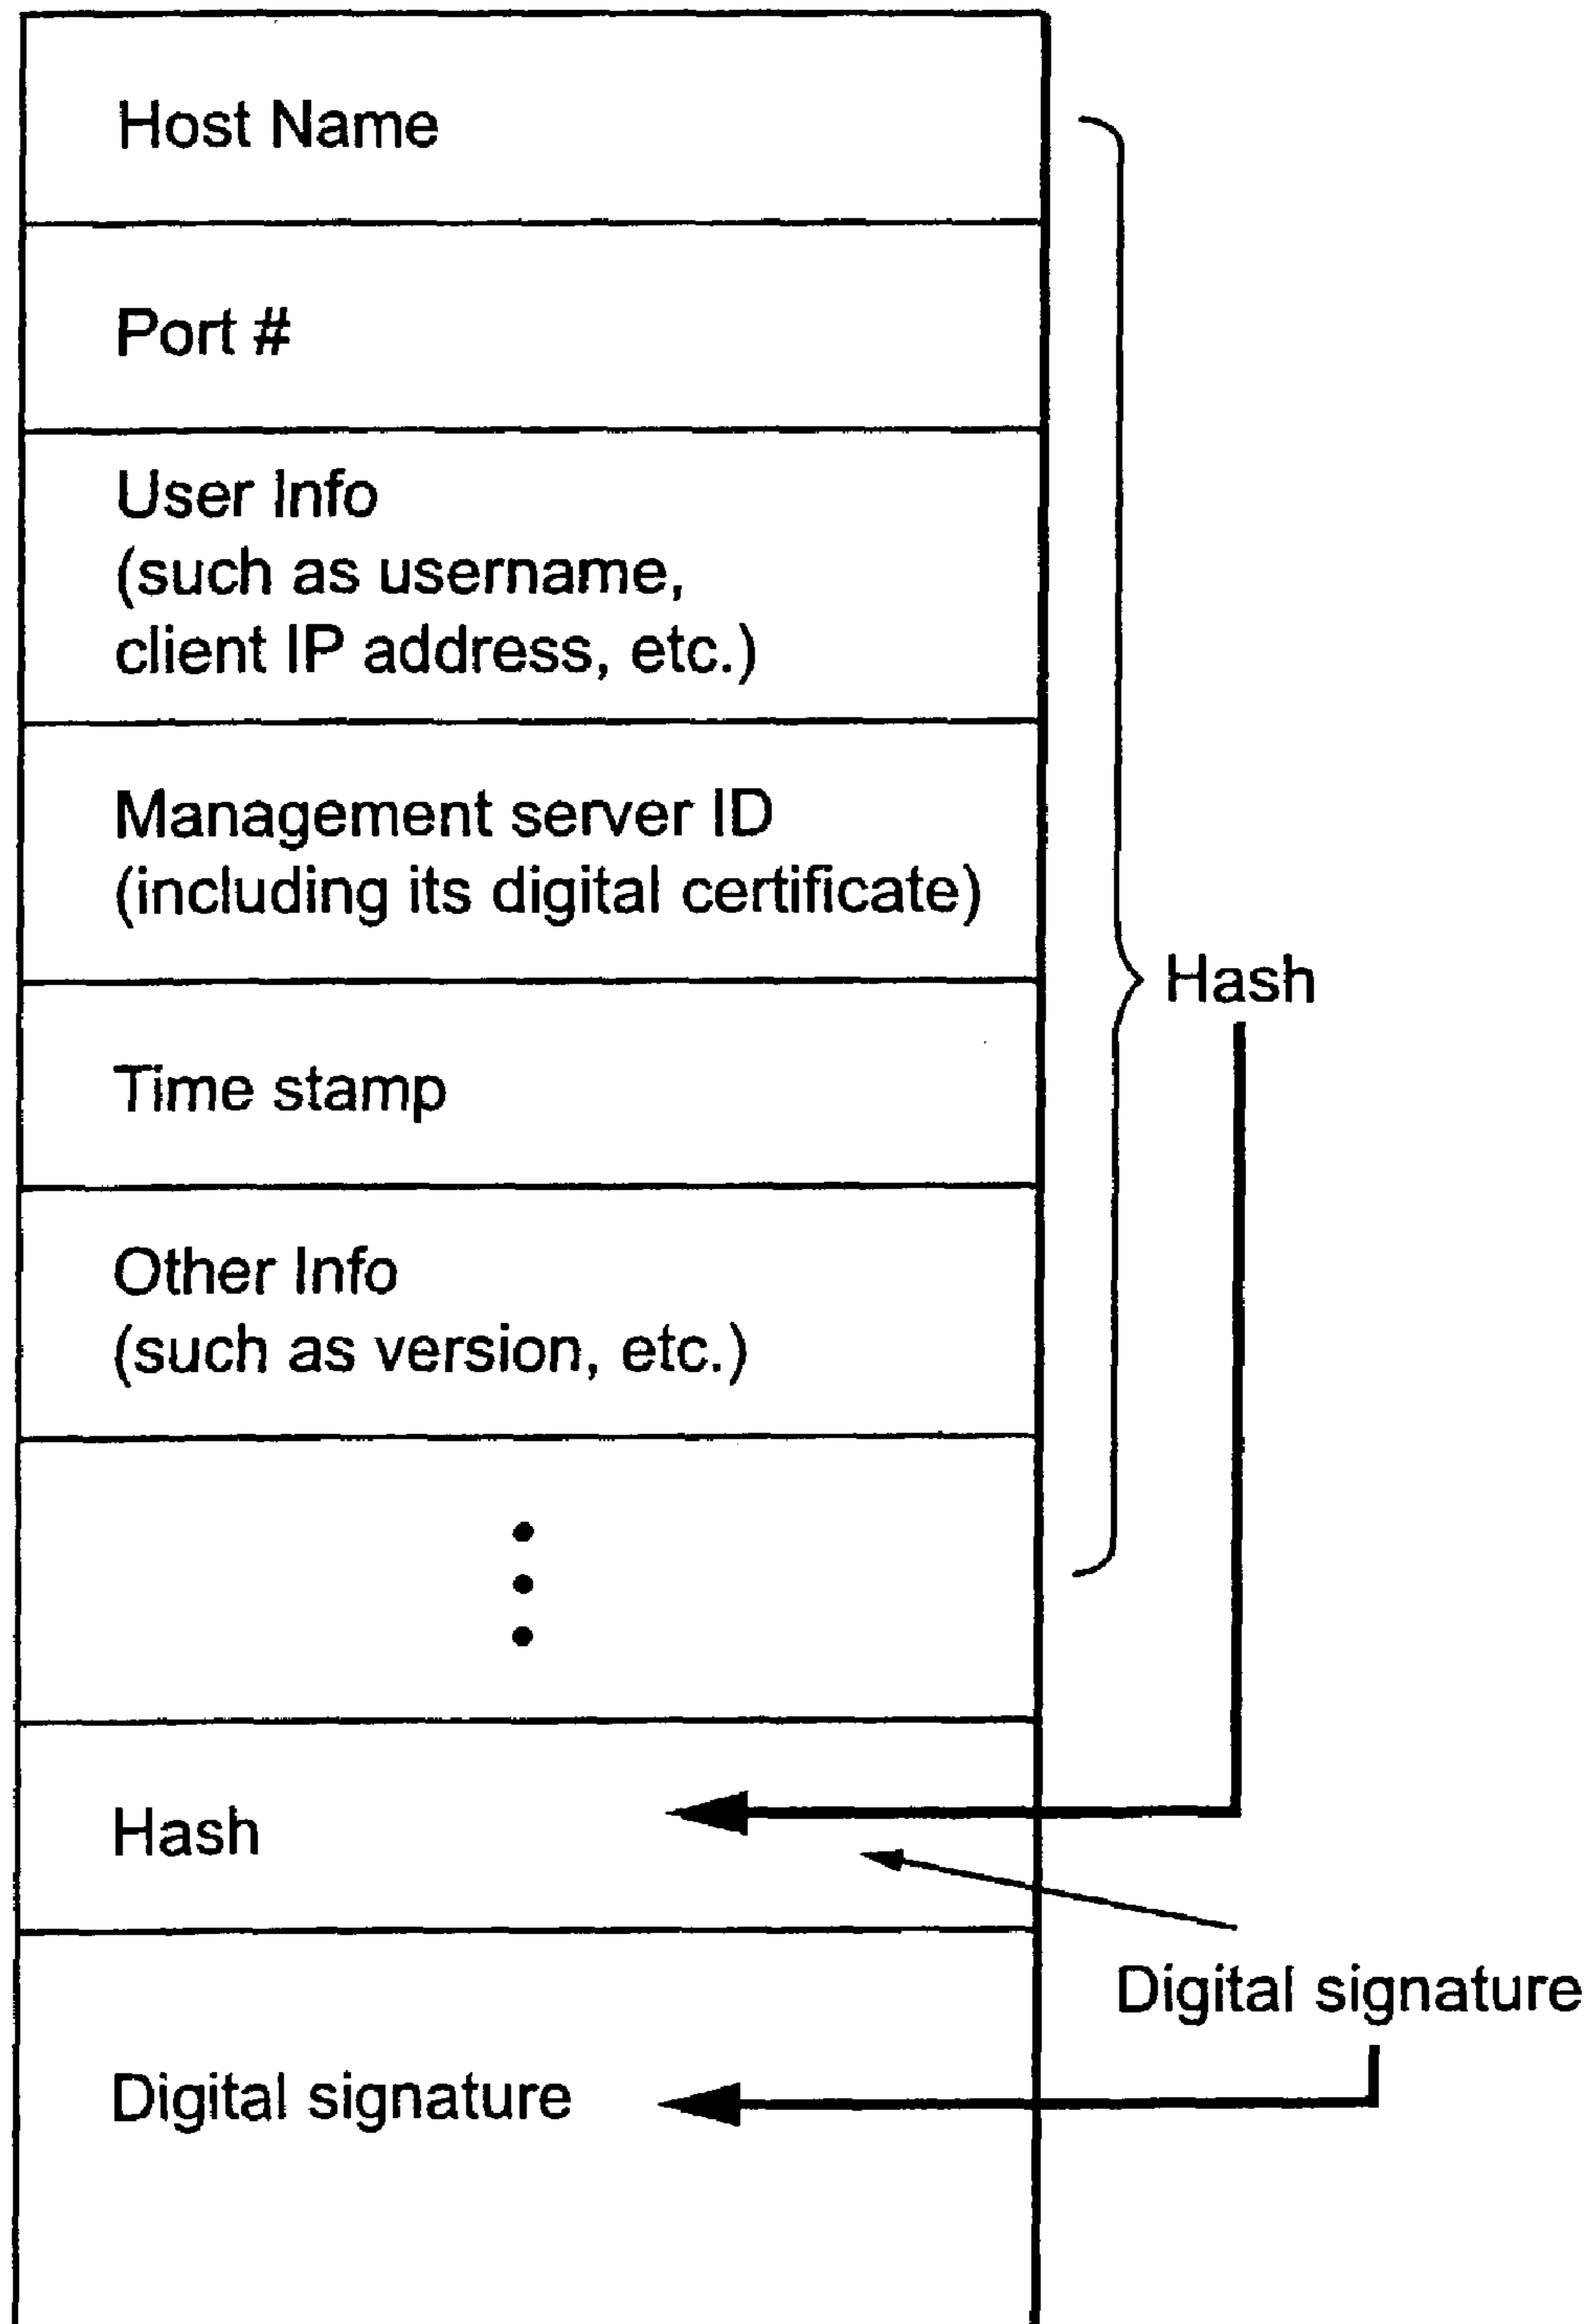 Host Name
Port #
User Info
(such as username,
client IP address, etc.)
Management server ID
(including its digital certificate)
Time stamp
Other Info
(such as version, etc.)
Hash
Hash
Digital signature
Digital signature